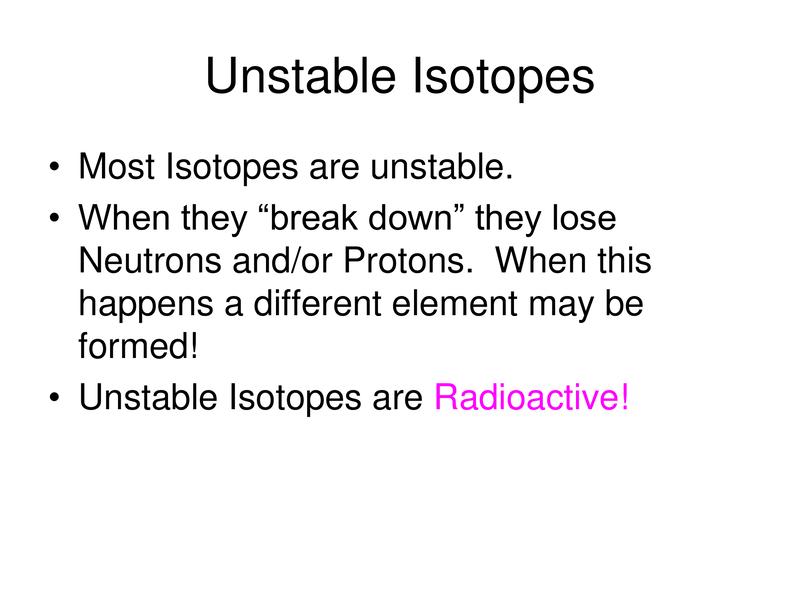 Unstable Isotopes
• Most Isotopes are unstable.
• When they “break down” they lose
Neutrons and/or Protons.  When this
happens a different element may be
formed!
• Unstable Isotopes are Radioactive!